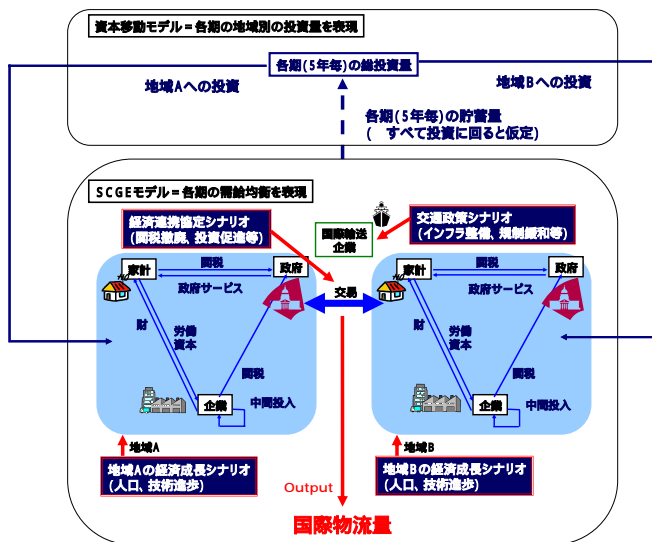 資本移動モデル＝各期の地域別の投資量を表現
各期(5年毎)の総投資量
地域Aへの投資
地域Bへの投資
各期(5年毎)の貯蓄量
( すべて投資に回ると仮定)
SCGEモデル＝各期の需給均衡を表現
経済連携協定シナリオ
(関税撤廃、投資促進等)
国際輸送
企業
交通政策シナリオ
(インフラ整備、規制緩和等)
家計
関税
政府
政府サービス
財
労働
資本
関税
企業
中間投入
交易
家計
関税
政府
政府サービス
財
労働
資本
関税
企業
中間投入
地域A
地域Aの経済成長シナリオ
(人口、技術進歩)
地域B
地域Bの経済成長シナリオ
(人口、技術進歩)
Output
国際物流量